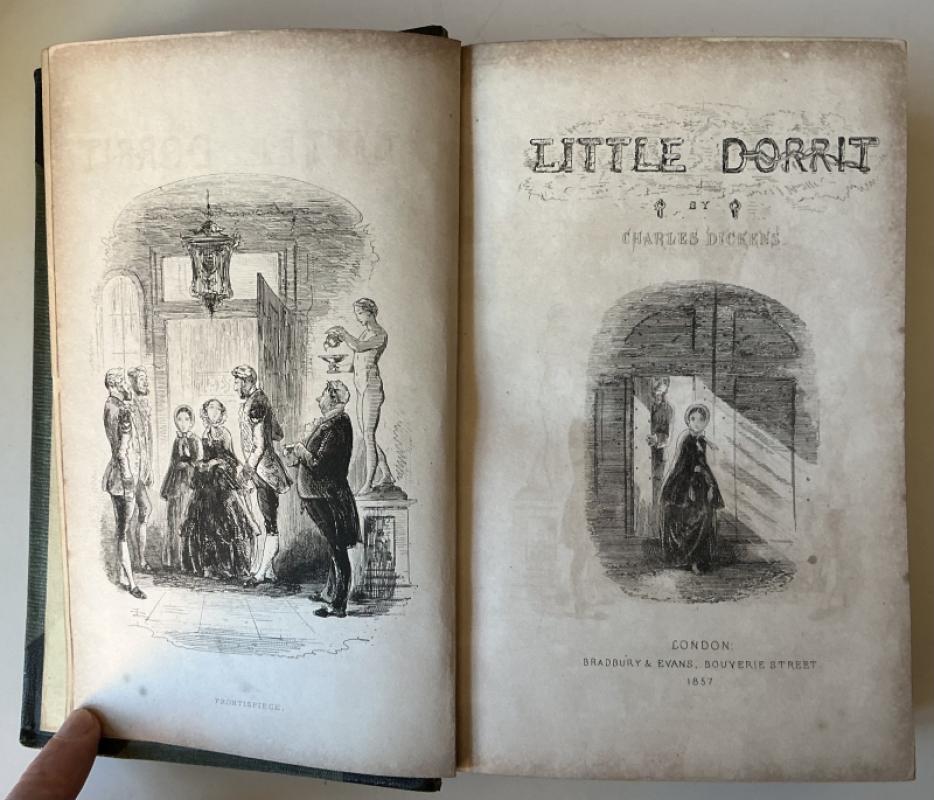 FRONTISPIECE.
LITTLE DORRIT
BY
CHARLES DICKENS
LONDON:
BRADBURY & EVANS, BOUVERIE STREET
1857